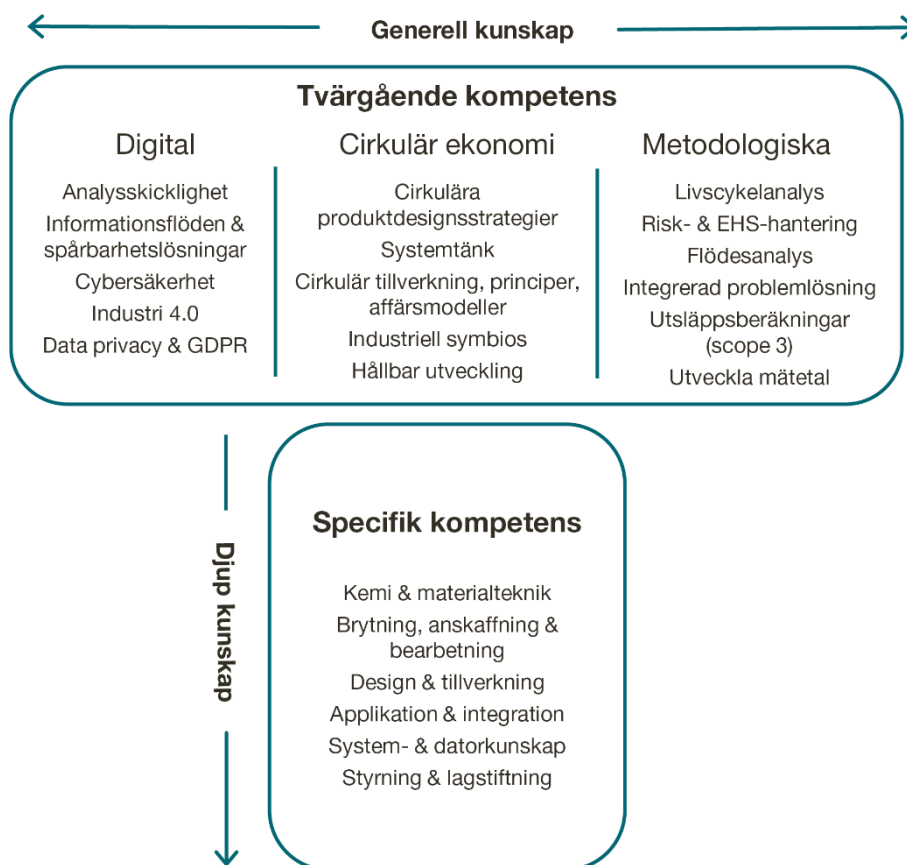 Generell kunskap
Tvärgående kompetens
Digital
Analysskicklighet
Informationsflöden &
spårbarhetslösningar
Cybersäkerhet
Industri 4.0
Data privacy & GDPR
Cirkulär ekonomi
Cirkulära
produktdesignsstrategier
Systemtänk
Cirkulär tillverkning, principer,
affärsmodeller
Industriell symbios
Hållbar utveckling
Metodologiska
Livscykelanalys
Risk- & EHS-hantering
Flödesanalys
Integrerad problemlösning
Utsläppsberäkningar
(scope 3)
Utveckla mätetal
Djup kunskap
Specifik kompetens
Kemi & materialteknik
Brytning, anskaffning &
bearbetning
Design & tillverkning
Applikation & integration
System- & datorkunskap
Styrning & lagstiftning